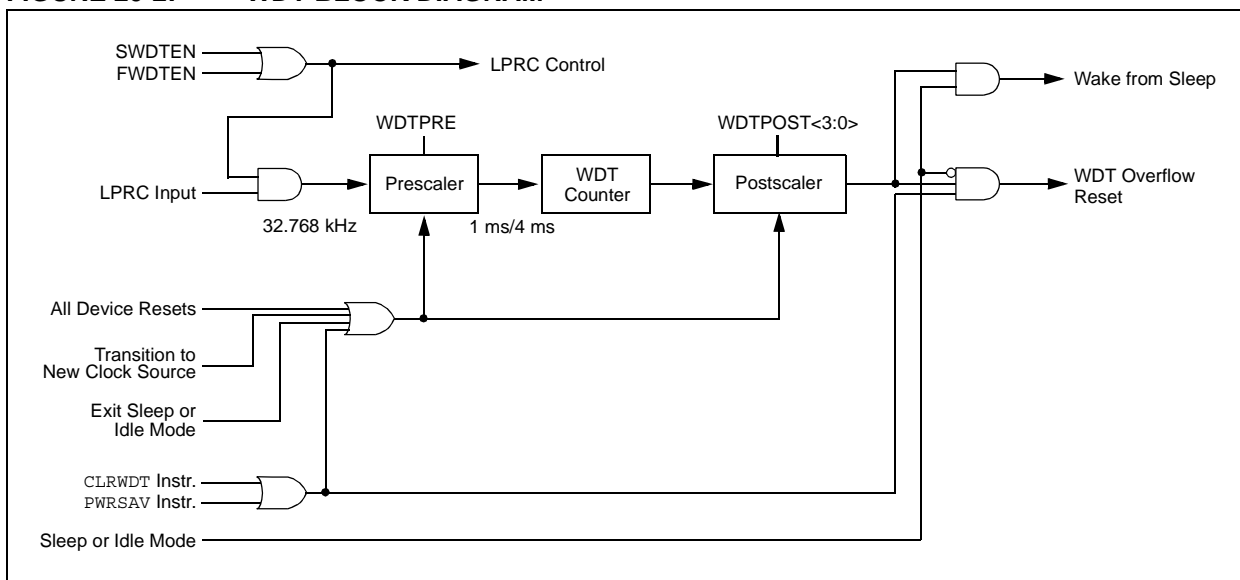 SWDTEN
FWDTEN
LPRC Control
Wake from Sleep
WDTPRE
WDTPOST<3:0>
LPRC Input
Prescaler
WDT
Counter
Postscaler
WDT Overflow
Reset
32.768 kHz
1 ms/4 ms
All Device Resets
Transition to
New Clock Source
Exit Sleep or
Idle Mode
CLRWDT Instr.
PWRSAV Instr.
Sleep or Idle Mode